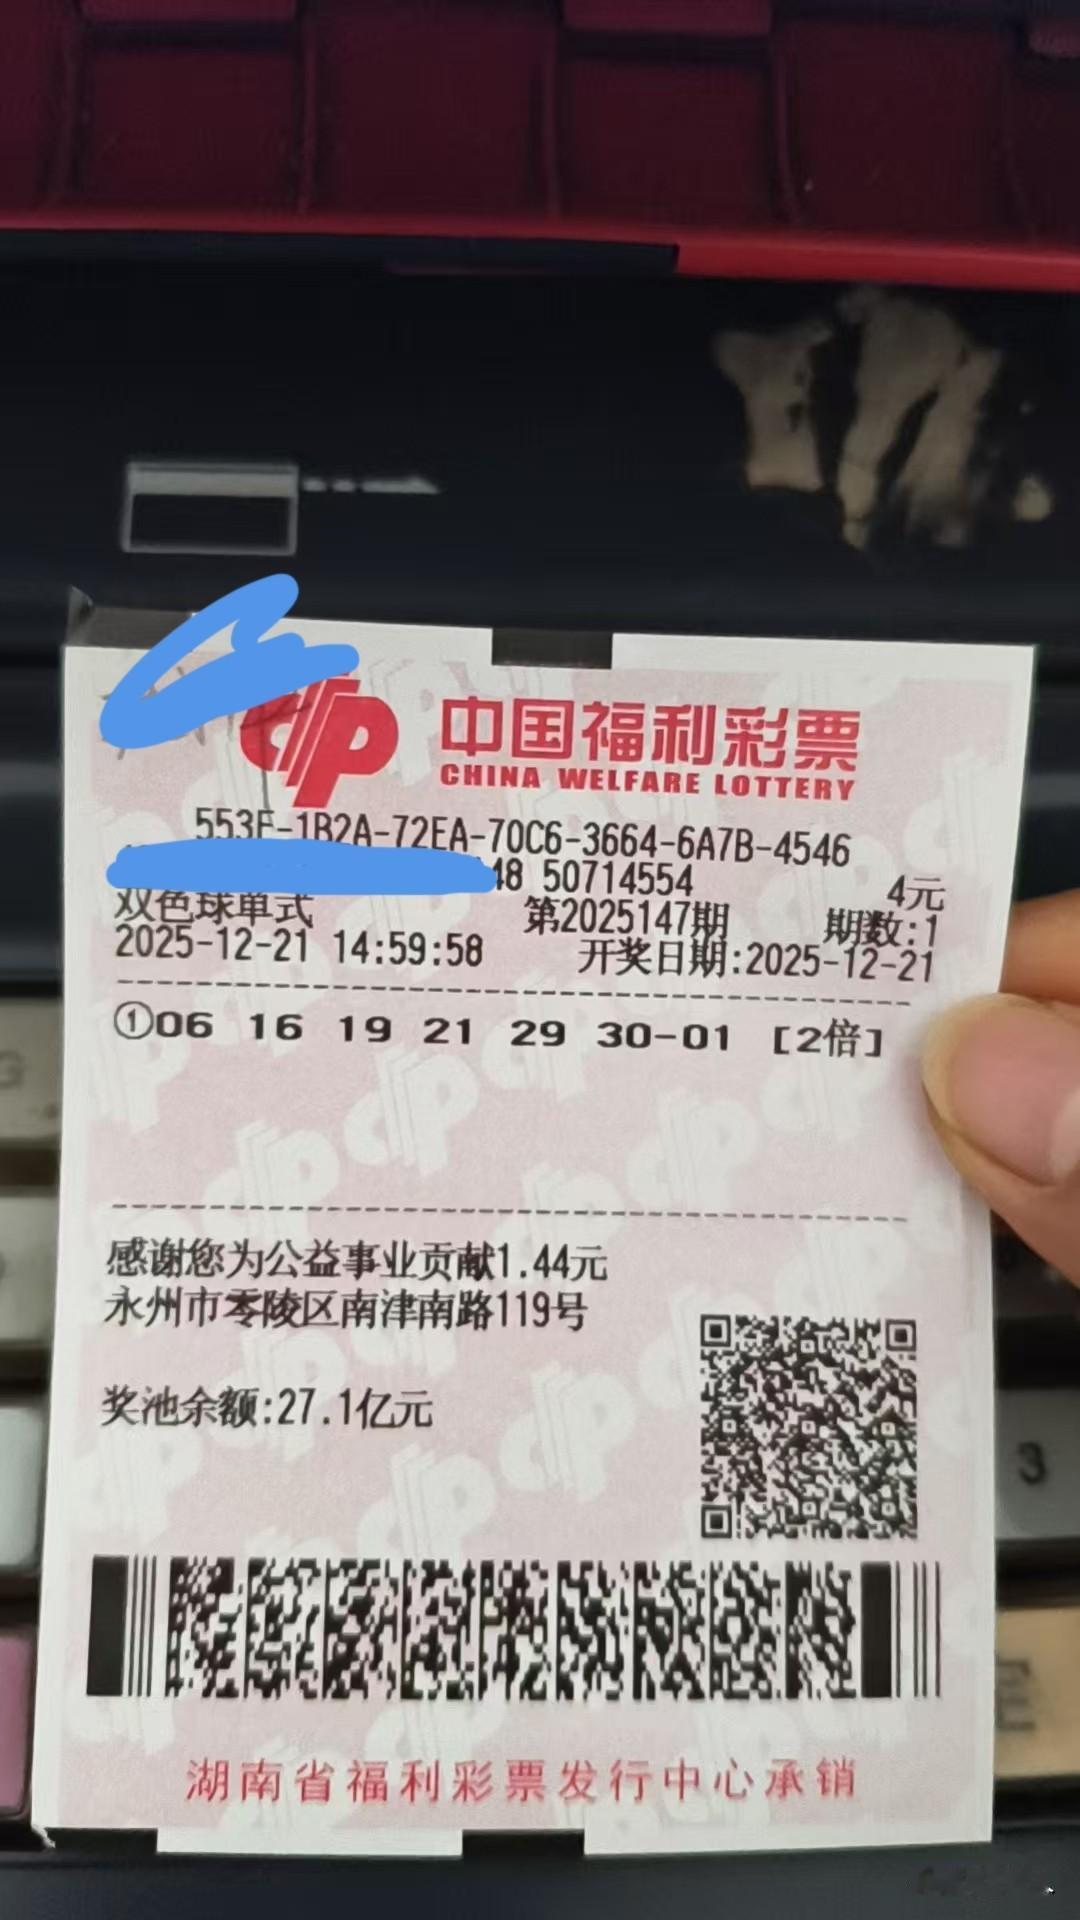 中国福利彩票
CHINA WELFARE LOTTERY
553E-1B2A-72EA-70C6-3664-6A7B-4546
48 50714554 4元
双色球单式 第2025147期 期数:1
2025-12-21 14:59:58 开奖日期:2025-12-21
①06 16 19 21 29 30-01 [2倍]
感谢您为公益事业贡献1.44元
永州市零陵区南津南路119号
奖池余额:27.1亿元
3
湖南省福利彩票发行中心承销